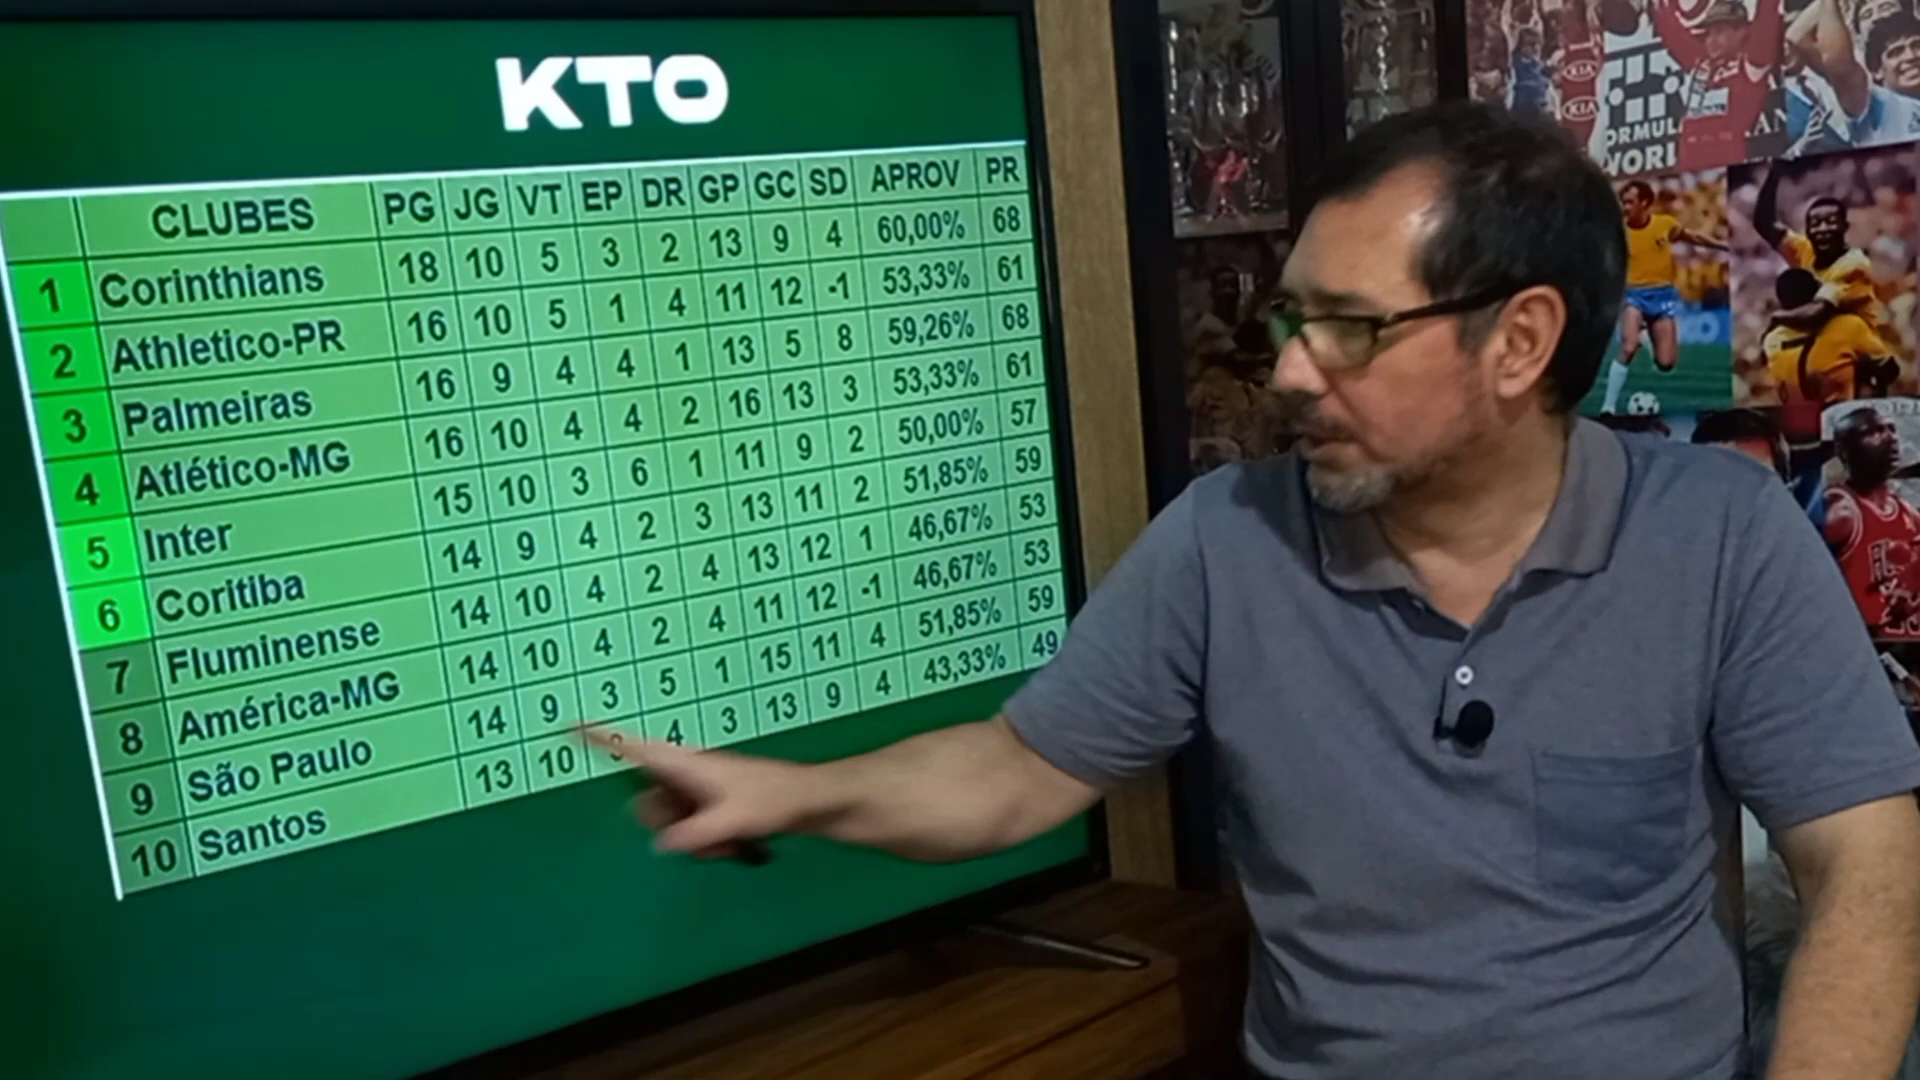 KTO
CLUBES PG JG VT EP DR GP GC SD APROV PR
1 Corinthians 18 10 5 3 2 13 9 4 60,00% 68
2 Athletico-PR 16 10 5 1 4 11 12 -1 53,33% 61
3 Palmeiras 16 9 4 4 1 13 5 8 59,26% 68
4 Atlético-MG 16 10 4 4 2 16 13 3 53,33% 61
5 Inter 15 10 3 6 1 11 9 2 50,00% 57
6 Coritiba 14 9 4 2 3 13 11 2 51,85% 59
7 Fluminense 14 10 4 2 4 13 12 1 46,67% 53
8 América-MG 14 10 4 2 4 11 12 -1 46,67% 53
9 São Paulo 14 9 3 5 1 15 11 4 51,85% 59
10 Santos 13 10 4 3 13 9 4 43,33% 49
KIA
KIA